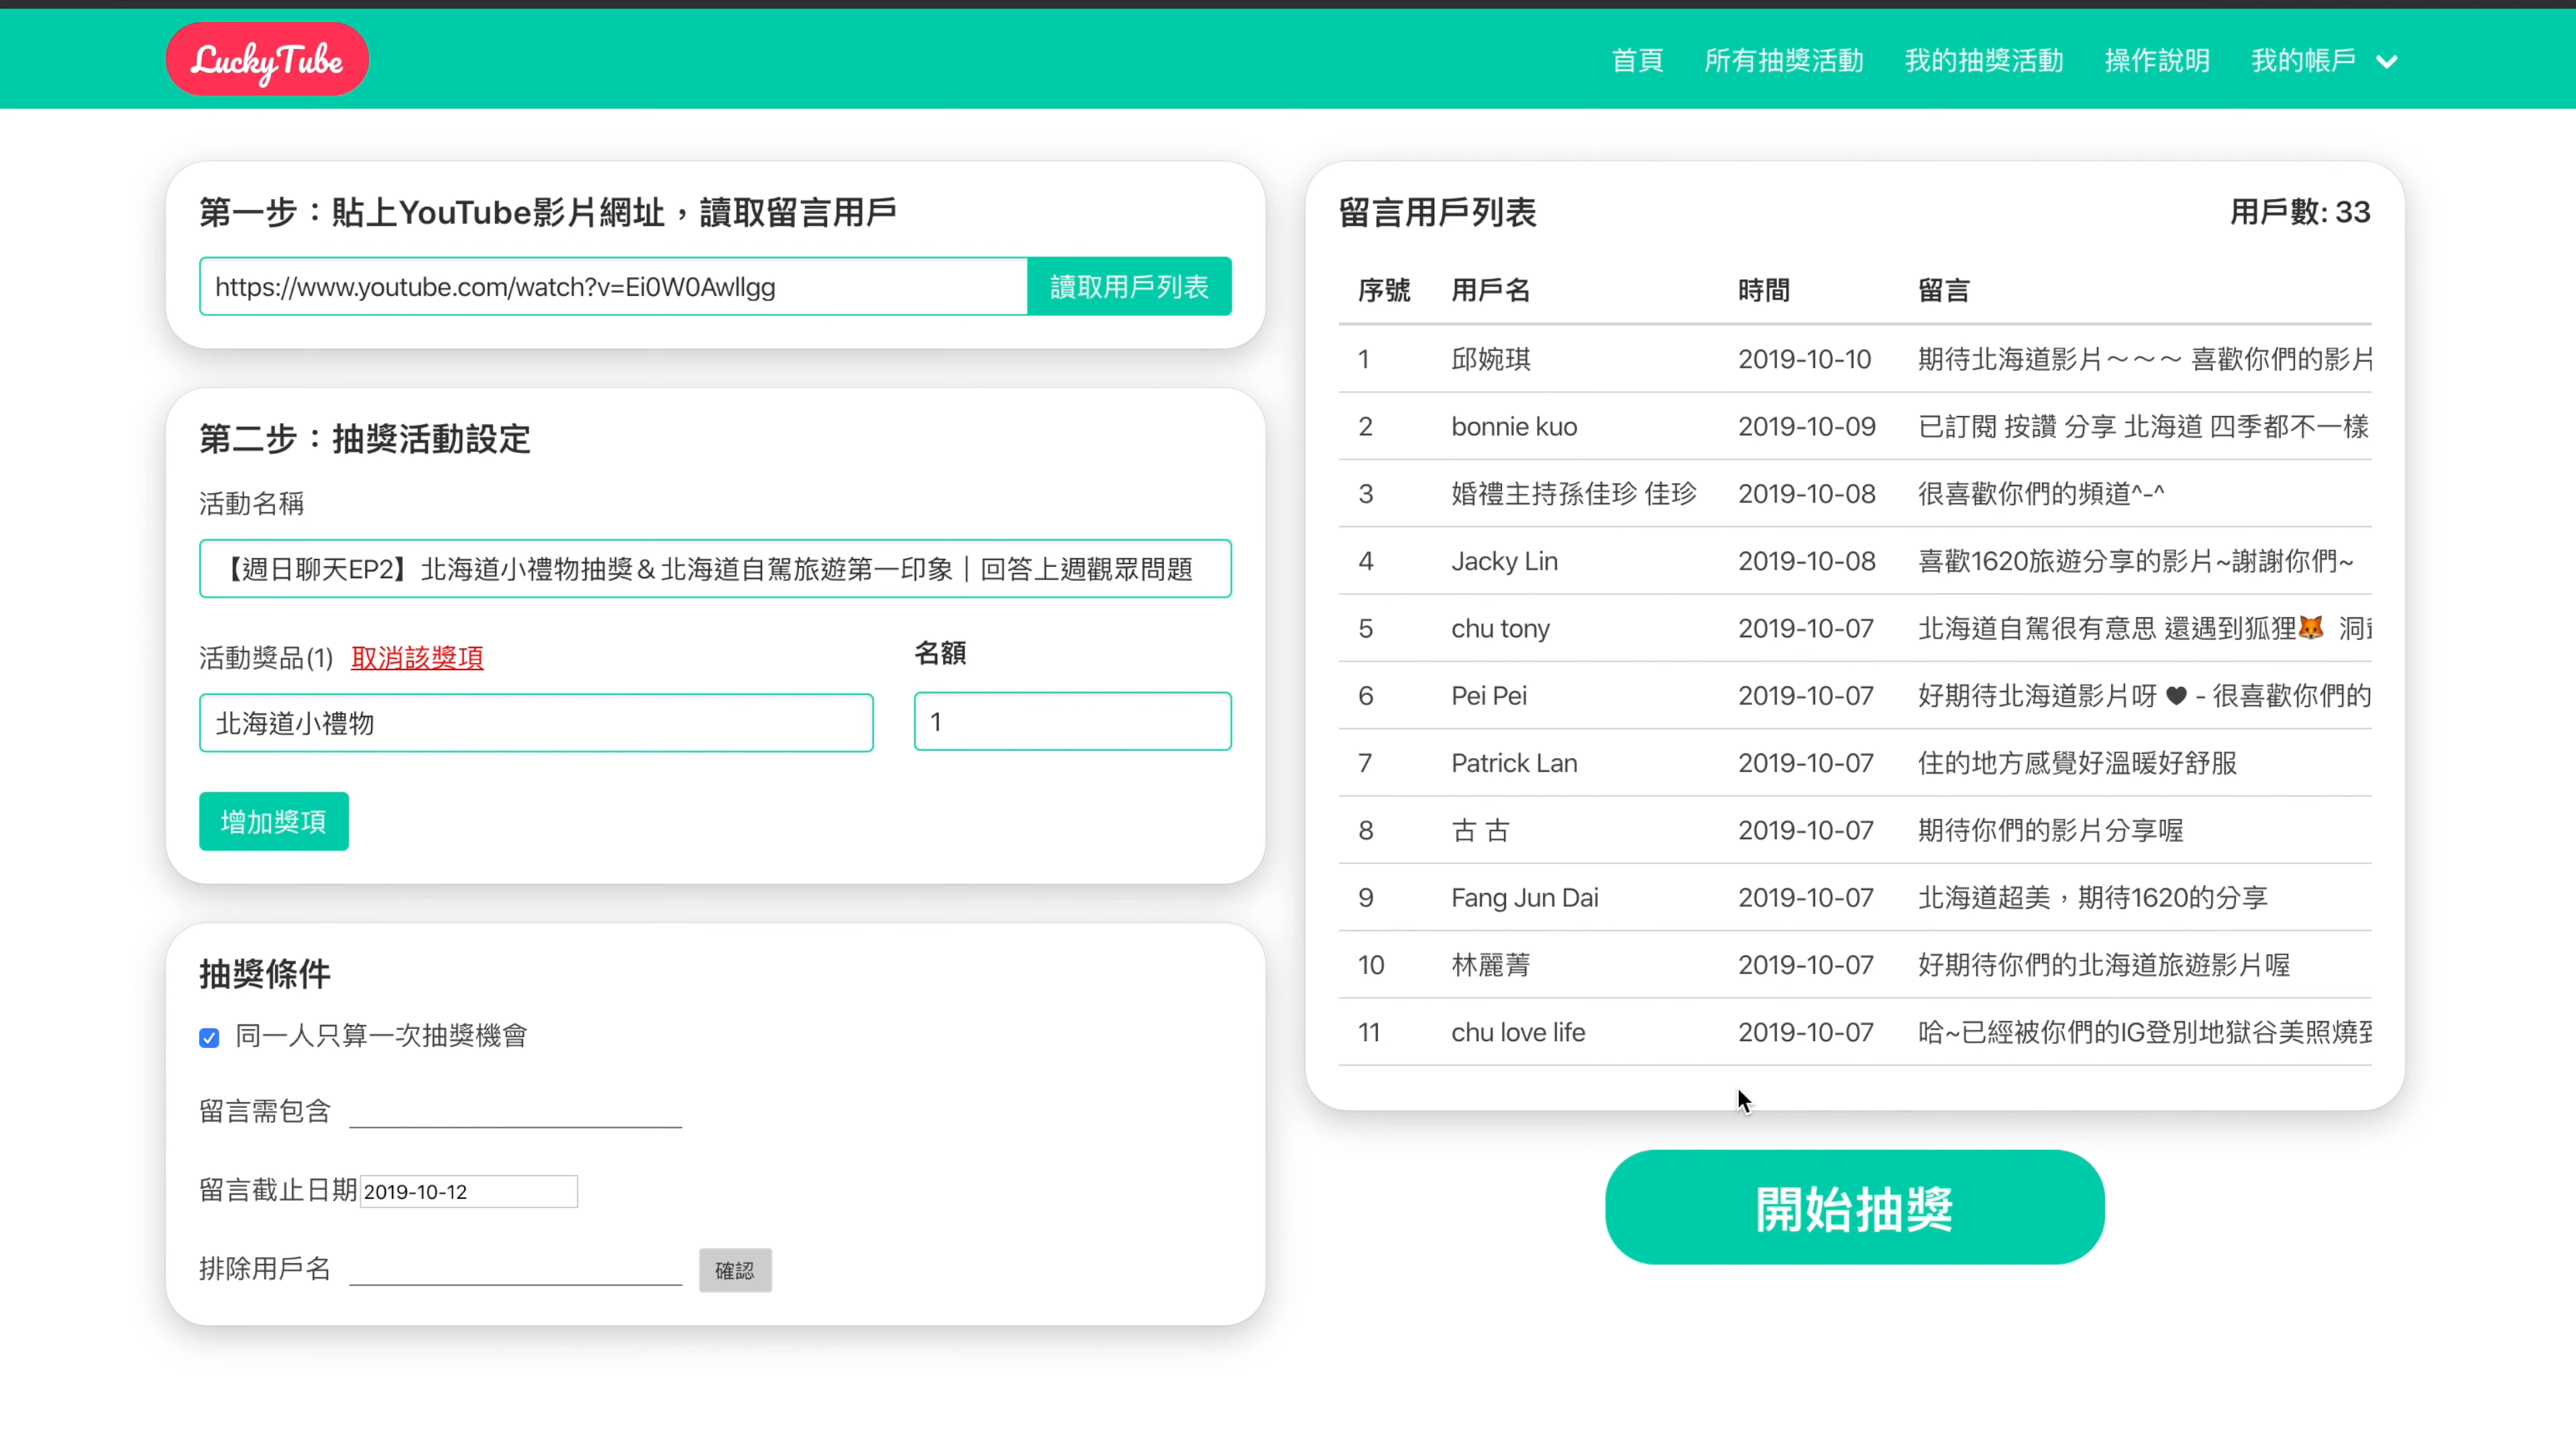 LuckyTube
首頁 所有抽獎活動 我的抽獎活動 操作說明 我的帳戶
第一步：貼上YouTube影片網址，讀取留言用戶
https://www.youtube.com/watch?v=Ei0W0Awllgg 讀取用戶列表
第二步：抽獎活動設定
活動名稱
【週日聊天EP2】北海道小禮物抽獎＆北海道自駕旅遊第一印象｜回答上週觀眾問題
活動獎品(1) 取消該獎項 名額
北海道小禮物 1
增加獎項
抽獎條件
同一人只算一次抽獎機會
留言需包含
留言截止日期 2019-10-12
排除用戶名 確認
留言用戶列表 用戶數: 33
序號 用戶名 時間 留言
1 邱婉琪 2019-10-10 期待北海道影片～～～ 喜歡你們的影片
2 bonnie kuo 2019-10-09 已訂閱 按讚 分享 北海道 四季都不一樣
3 婚禮主持孫佳珍 佳珍 2019-10-08 很喜歡你們的頻道^-^
4 Jacky Lin 2019-10-08 喜歡1620旅遊分享的影片~謝謝你們~
5 chu tony 2019-10-07 北海道自駕很有意思 還遇到狐狸🦊 洞
6 Pei Pei 2019-10-07 好期待北海道影片呀 ♥ - 很喜歡你們的
7 Patrick Lan 2019-10-07 住的地方感覺好溫暖好舒服
8 古 古 2019-10-07 期待你們的影片分享喔
9 Fang Jun Dai 2019-10-07 北海道超美，期待1620的分享
10 林麗菁 2019-10-07 好期待你們的北海道旅遊影片喔
11 chu love life 2019-10-07 哈~已經被你們的IG登別地獄谷美照燒
開始抽獎